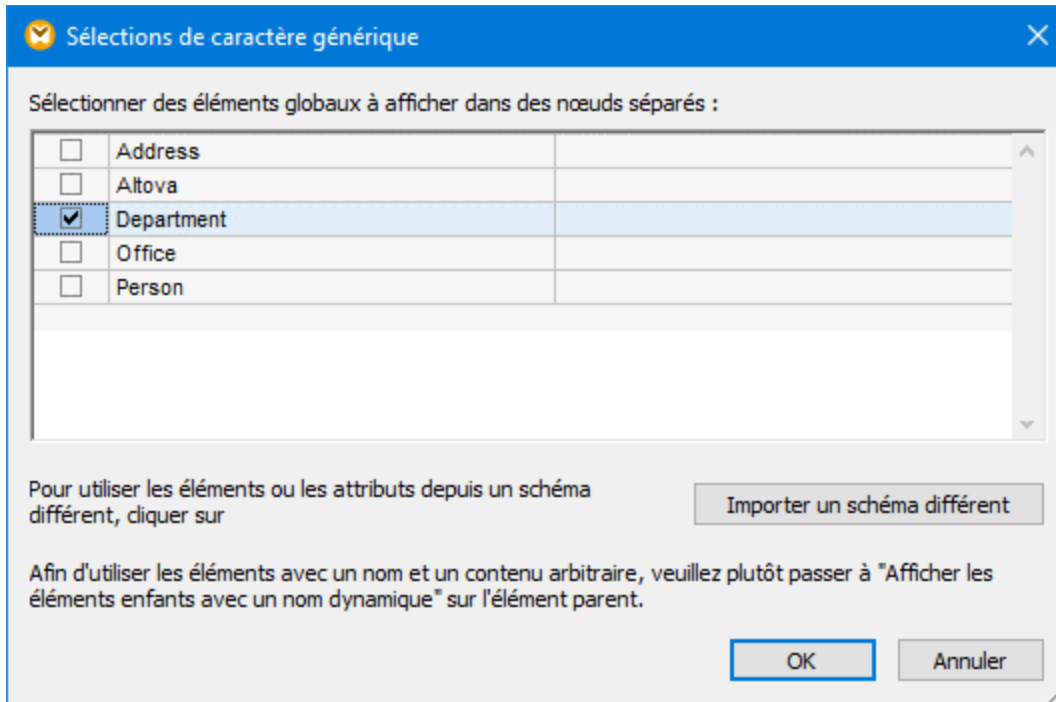 Sélections de caractère générique
Sélectionner des éléments globaux à afficher dans des nœuds séparés :
Address
Altova
Department
Office
Person
Pour utiliser les éléments ou les attributs depuis un schéma
différent, cliquer sur
Importer un schéma différent
Afin d'utiliser les éléments avec un nom et un contenu arbitraire, veuillez plutôt passer à "Afficher les
éléments enfants avec un nom dynamique" sur l'élément parent.
OK
Annuler